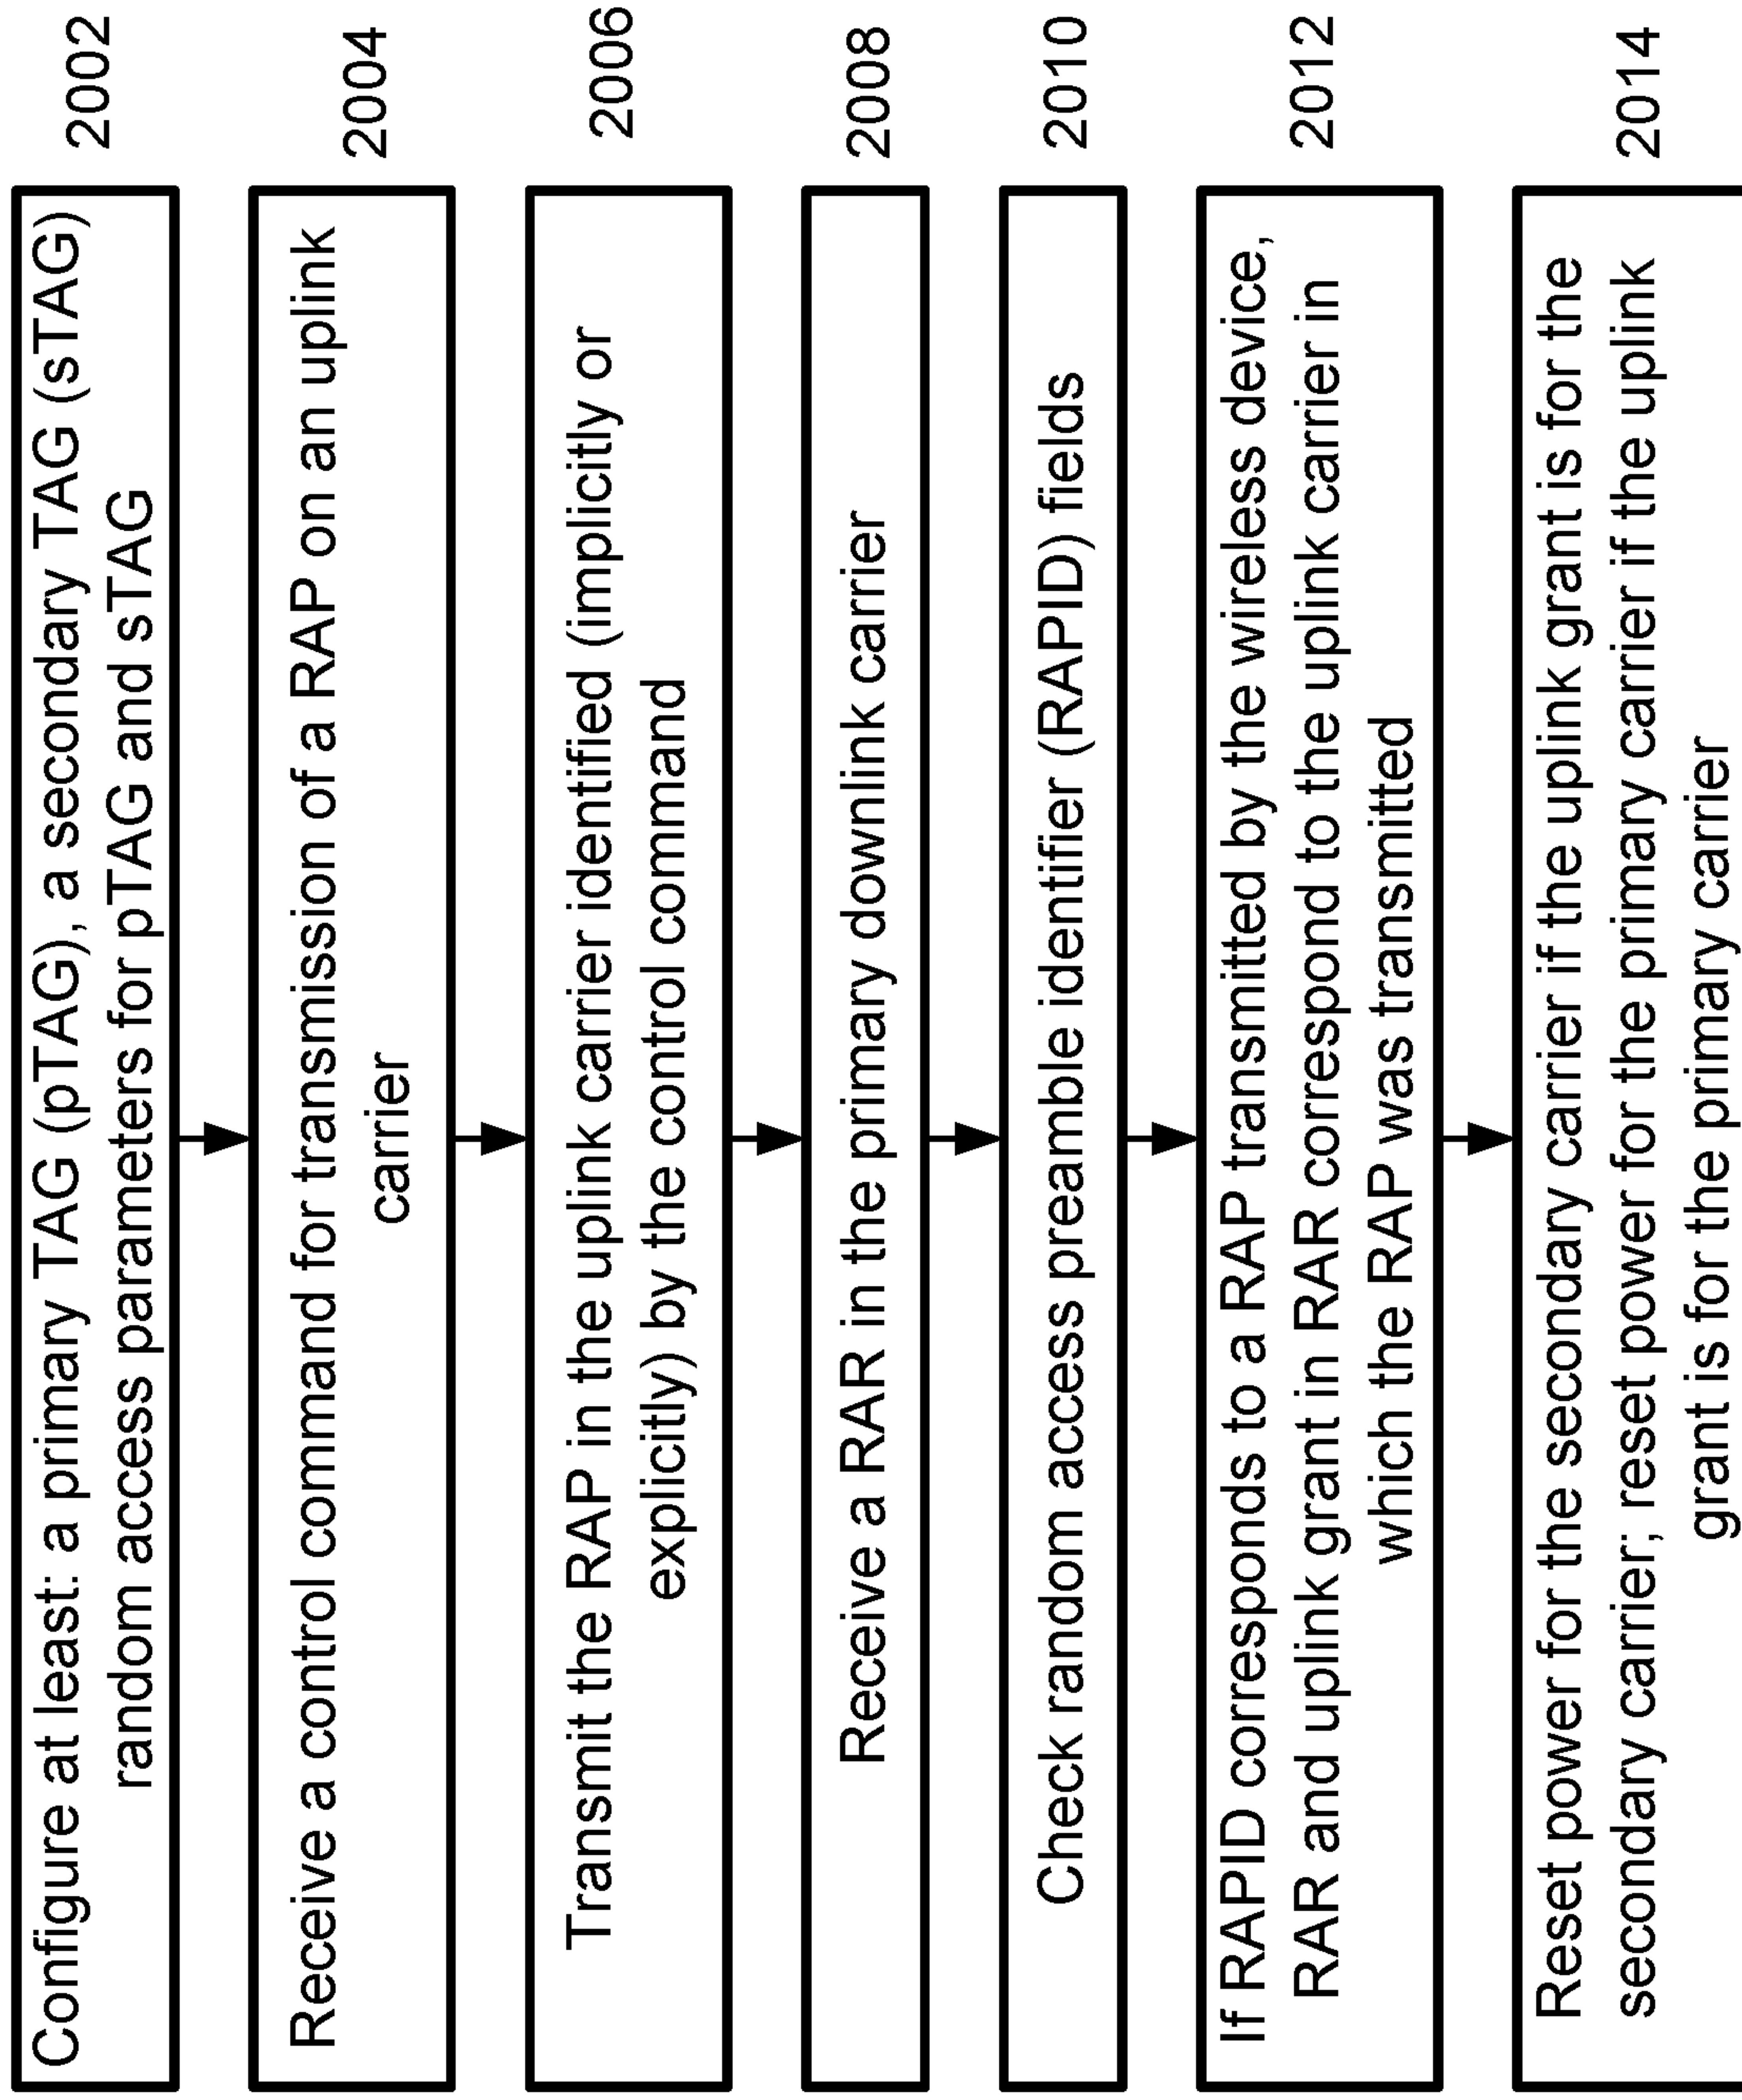 Configure at least: a primary TAG (pTAG), a secondary TAG (sTAG)
random access parameters for pTAG and sTAG
2002
Receive a control command for transmission of a RAP on an uplink
carrier
2004
Transmit the RAP in the uplink carrier identified (implicitly or
explicitly) by the control command
2006
Receive a RAR in the primary downlink carrier
2008
Check random access preamble identifier (RAPID) fields
2010
If RAPID corresponds to a RAP transmitted by the wireless device,
RAR and uplink grant in RAR correspond to the uplink carrier in
which the RAP was transmitted
2012
Reset power for the secondary carrier if the uplink grant is for the
secondary carrier; reset power for the primary carrier if the uplink
grant is for the primary carrier
2014